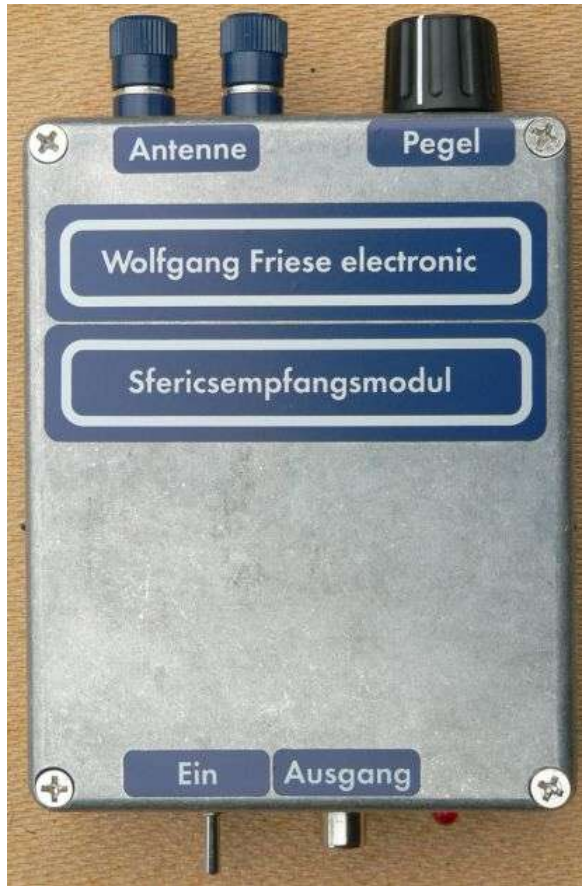 Antenne Pegel
Wolfgang Friese electronic
Sfericsempfangsmodul
Ein Ausgang